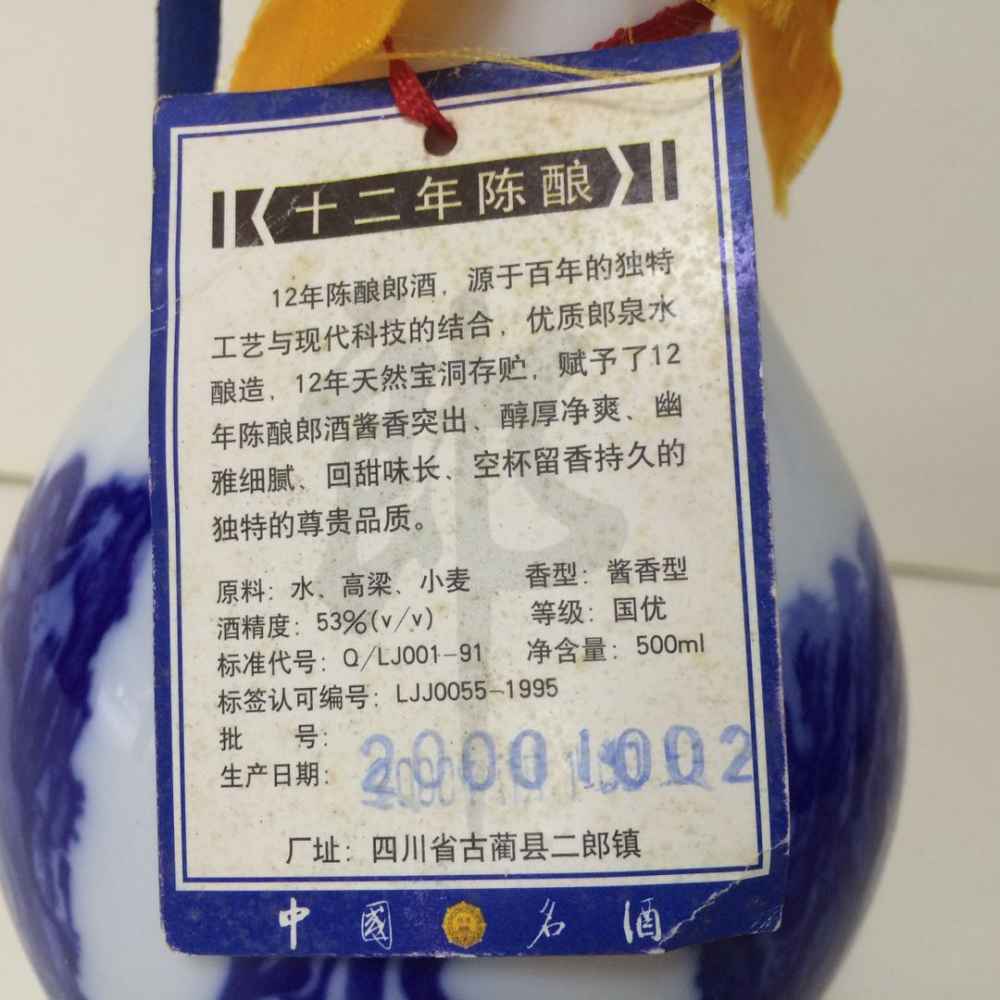 十二年陈酿
12年陈酿郎酒，源于百年的独特
工艺与现代科技的结合，优质郎泉水
酿造，12年天然宝洞存贮，赋予了12
年陈酿郎酒酱香突出、醇厚净爽、幽
雅细腻、回甜味长、空杯留香持久的
独特的尊贵品质。
原料：水、高粱、小麦 香型：酱香型
酒精度：53%(v/v) 等级：国优
标准代号：Q/LJ001-91 净含量：500ml
标签认可编号：LJJ0055-1995
批 号：
生产日期：20001002
厂址：四川省古蔺县二郎镇
中國名酒